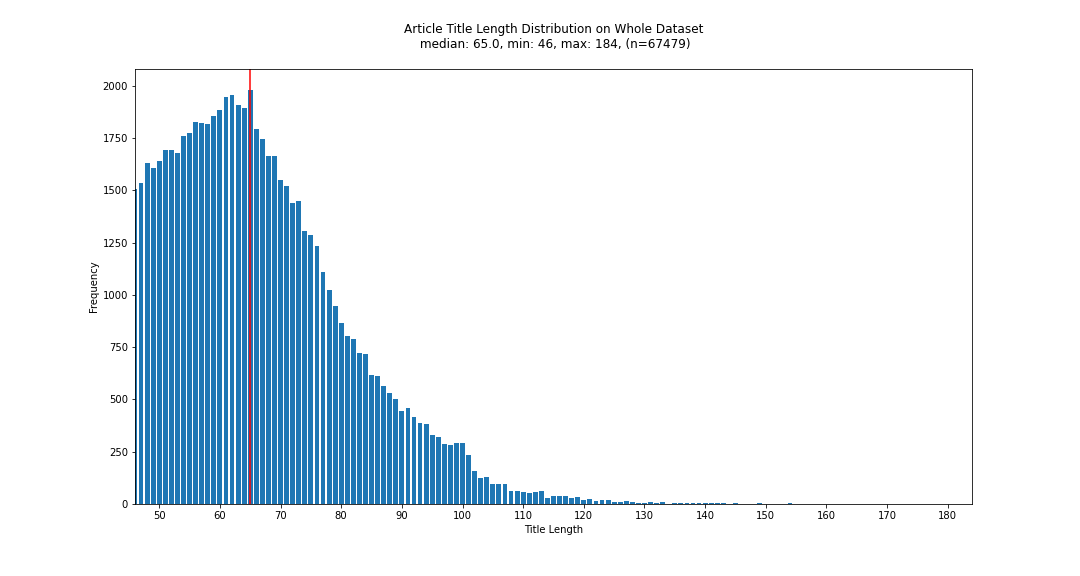 Article Title Length Distribution on Whole Dataset
median: 65.0, min: 46, max: 184, (n=67479)
2000
1750
1500
1250
1000
750
500
250
0
Frequency
50 60 70 80 90 100 110 120 130 140 150 160 170 180
Title Length